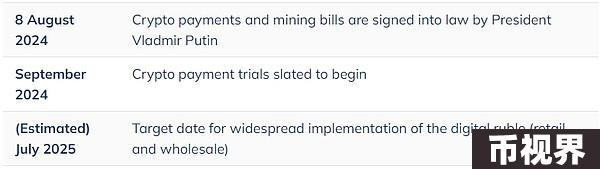 8 August
2024
Crypto payments and mining bills are signed into law by President
Vladmir Putin
September
2024
Crypto payment trials slated to begin
(Estimated)
July 2025
Target date for widespread implementation of the digital ruble (retail
and wholesale)
币视界